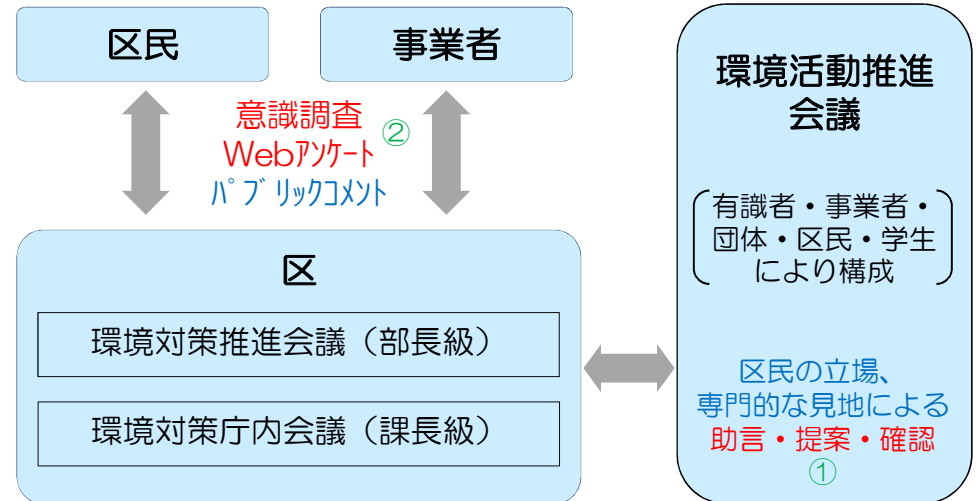 区民
事業者
意識調査
Webｱﾝｹｰﾄ
②
ﾊﾟﾌﾞﾘｯｸｺﾒﾝﾄ
区
環境対策推進会議（部長級）
環境対策庁内会議（課長級）
環境活動推進
会議
有識者・事業者・
団体・区民・学生
により構成
区民の立場、
専門的な見地による
助言・提案・確認
①